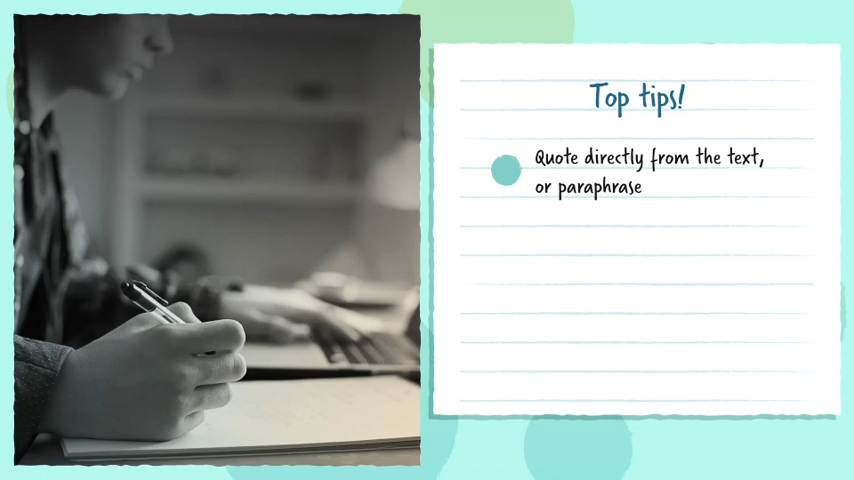 Top tips!
Quote directly from the text,
or paraphrase